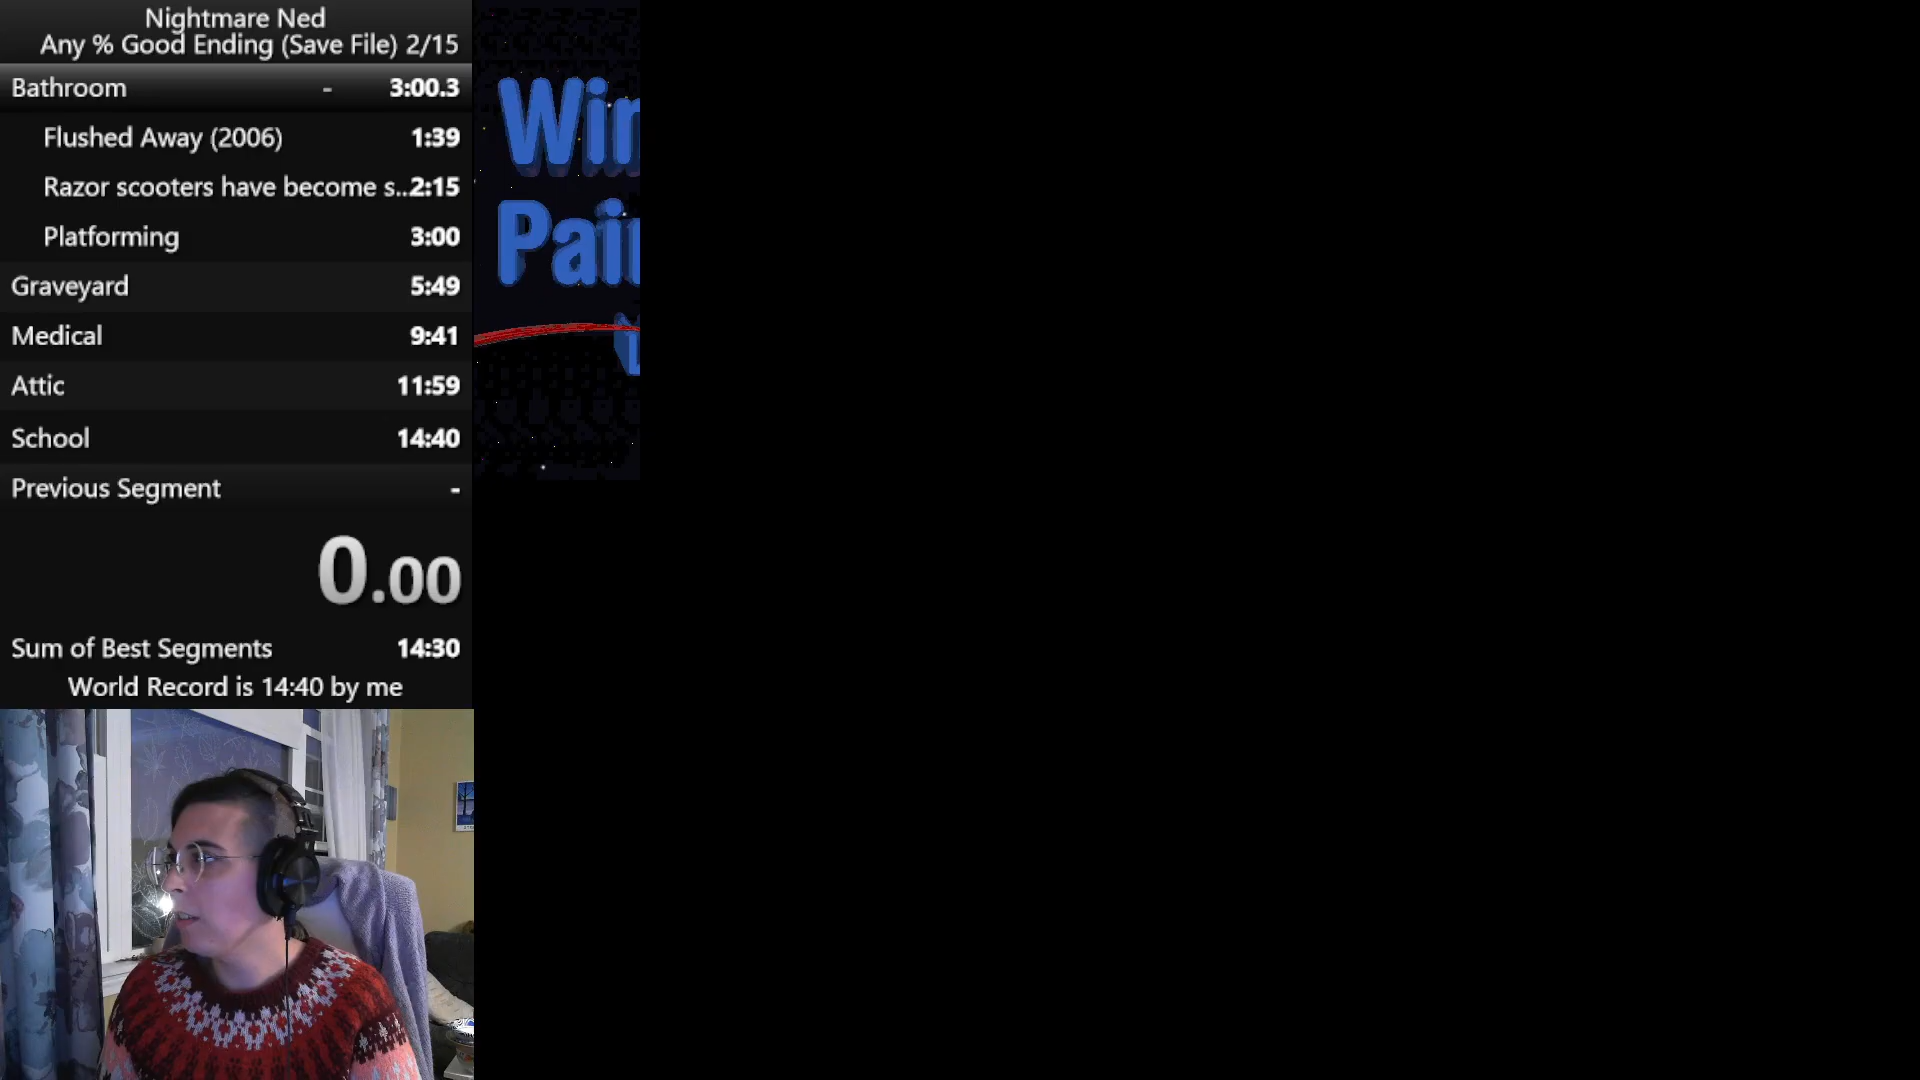 Nightmare Ned
Any % Good Ending (Save File) 2/15
Bathroom - 3:00.3
Flushed Away (2006) 1:39
Razor scooters have become s... 2:15
Platforming 3:00
Graveyard 5:49
Medical 9:41
Attic 11:59
School 14:40
Previous Segment -
0.00
Sum of Best Segments 14:30
World Record is 14:40 by me